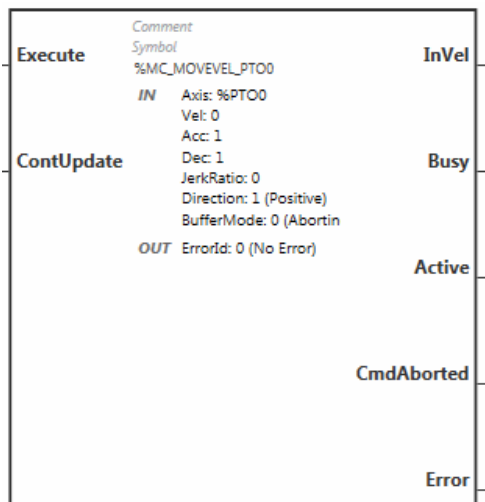 Comment
Execute
Symbol
InVel
%MC_MOVEVEL_PTO0
IN Axis: %PTO0
Vel: 0
Acc: 1
ContUpdate
Dec: 1
Busy
JerkRatio: 0
Direction: 1 (Positive)
BufferMode: 0 (Abortin
OUT ErrorId: 0 (No Error)
Active
CmdAborted
Error